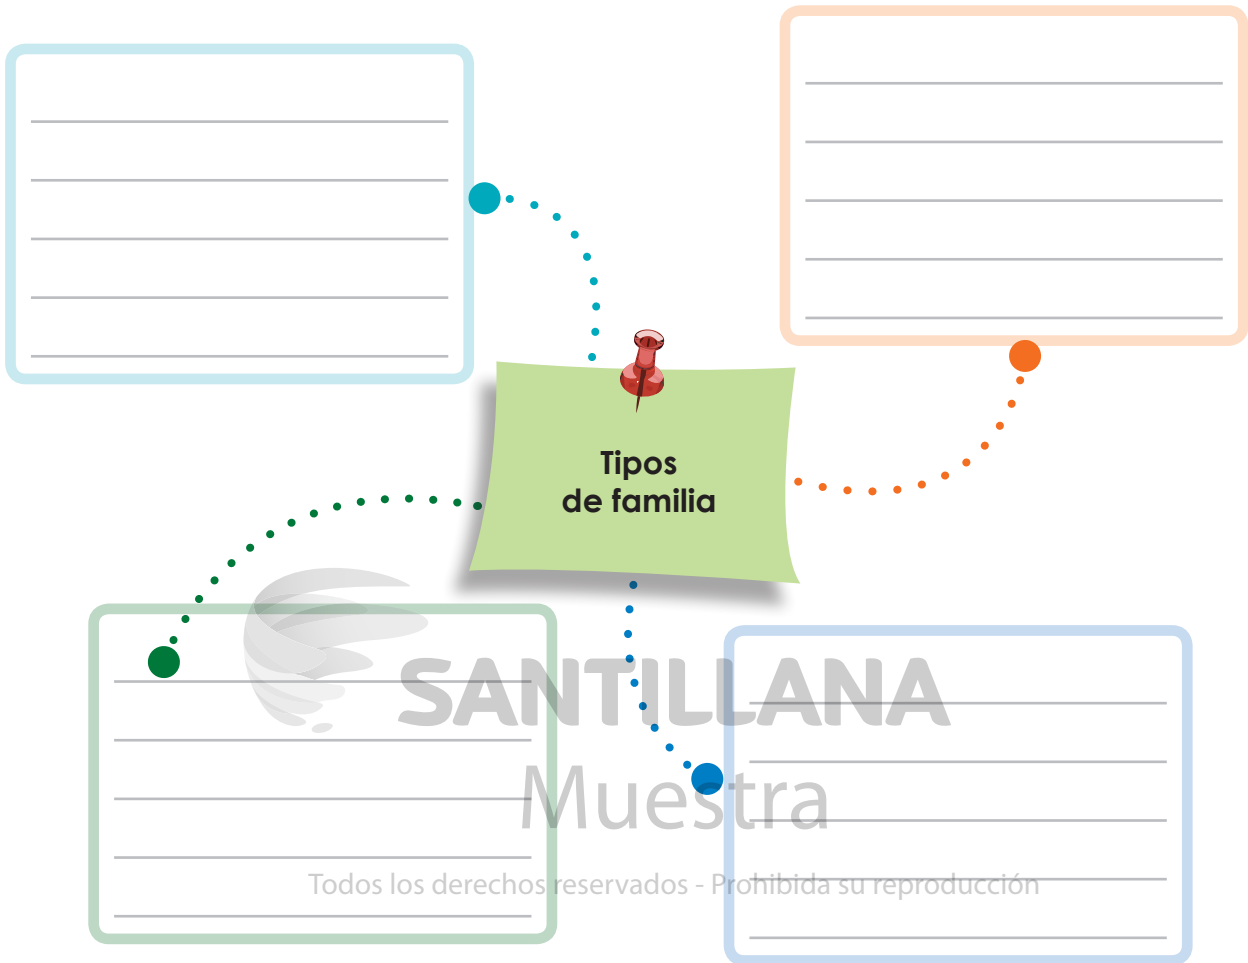 Tipos
de familia
SANTILLANA
Muestra
Todos los derechos reservados - Prohibida su reproducción